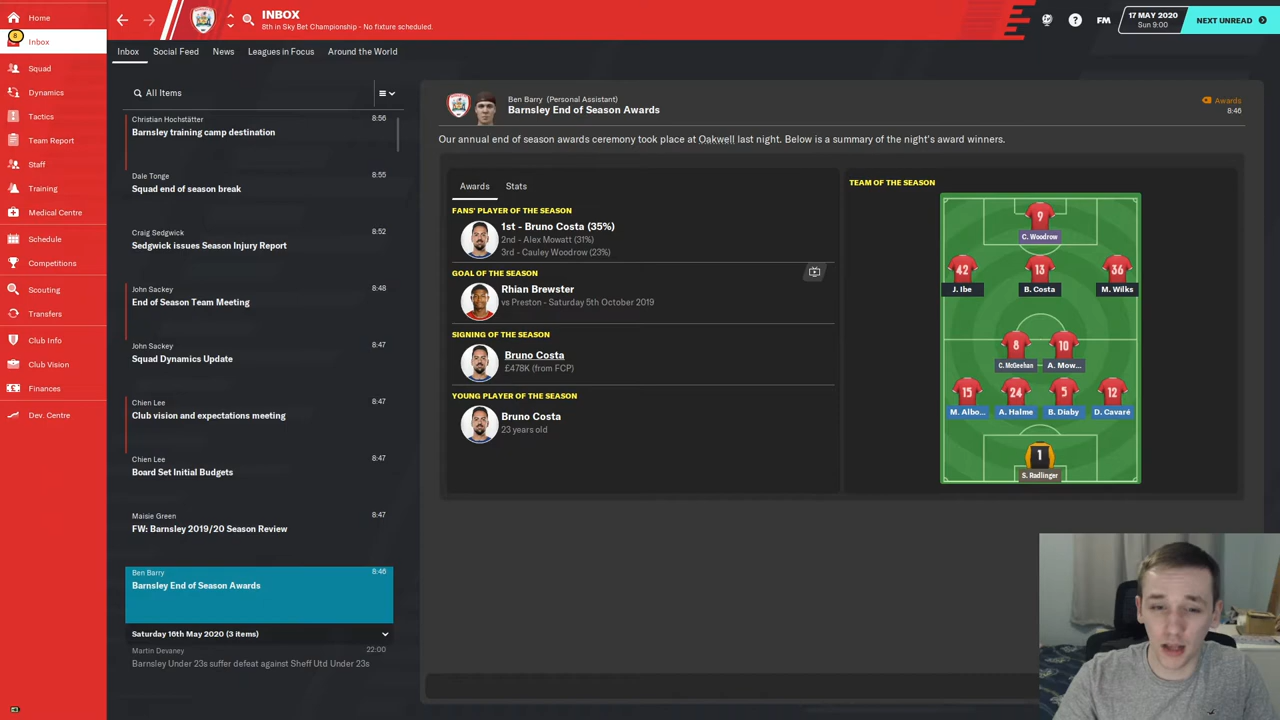 Home
8
Inbox
Squad
Dynamics
Tactics
Team Report
Staff
Training
Medical Centre
Schedule
Competitions
Scouting
Transfers
Club Info
Club Vision
Finances
Dev. Centre
INBOX
8th in Sky Bet Championship - No fixture scheduled.
?
FM
17 MAY 2020
Sun 9:00
NEXT UNREAD
Inbox
Social Feed
News
Leagues in Focus
Around the World
All Items
Christian Hochstätter
8:56
Barnsley training camp destination
Dale Tonge
8:55
Squad end of season break
Craig Sedgwick
8:52
Sedgwick issues Season Injury Report
John Sackey
8:48
End of Season Team Meeting
John Sackey
8:47
Squad Dynamics Update
Chien Lee
8:47
Club vision and expectations meeting
Chien Lee
8:47
Board Set Initial Budgets
Maisie Green
8:47
FW: Barnsley 2019/20 Season Review
Ben Barry
8:46
Barnsley End of Season Awards
Saturday 16th May 2020 (3 items)
Martin Devaney
22:00
Barnsley Under 23s suffer defeat against Sheff Utd Under 23s
Ben Barry (Personal Assistant)
Barnsley End of Season Awards
Awards
8:46
Our annual end of season awards ceremony took place at Oakwell last night. Below is a summary of the night's award winners.
Awards
Stats
FANS' PLAYER OF THE SEASON
1st - Bruno Costa (35%)
2nd - Alex Mowatt (31%)
3rd - Cauley Woodrow (23%)
GOAL OF THE SEASON
Rhian Brewster
vs Preston - Saturday 5th October 2019
SIGNING OF THE SEASON
Bruno Costa
£478K (from FCP)
YOUNG PLAYER OF THE SEASON
Bruno Costa
23 years old
TEAM OF THE SEASON
9
C. Woodrow
42
13
36
J. Ibe
B. Costa
M. Wilks
8
10
C. McGeehan
A. Mow...
15
24
5
12
M. Albo...
A. Halme
B. Diaby
D. Cavaré
1
S. Radlinger